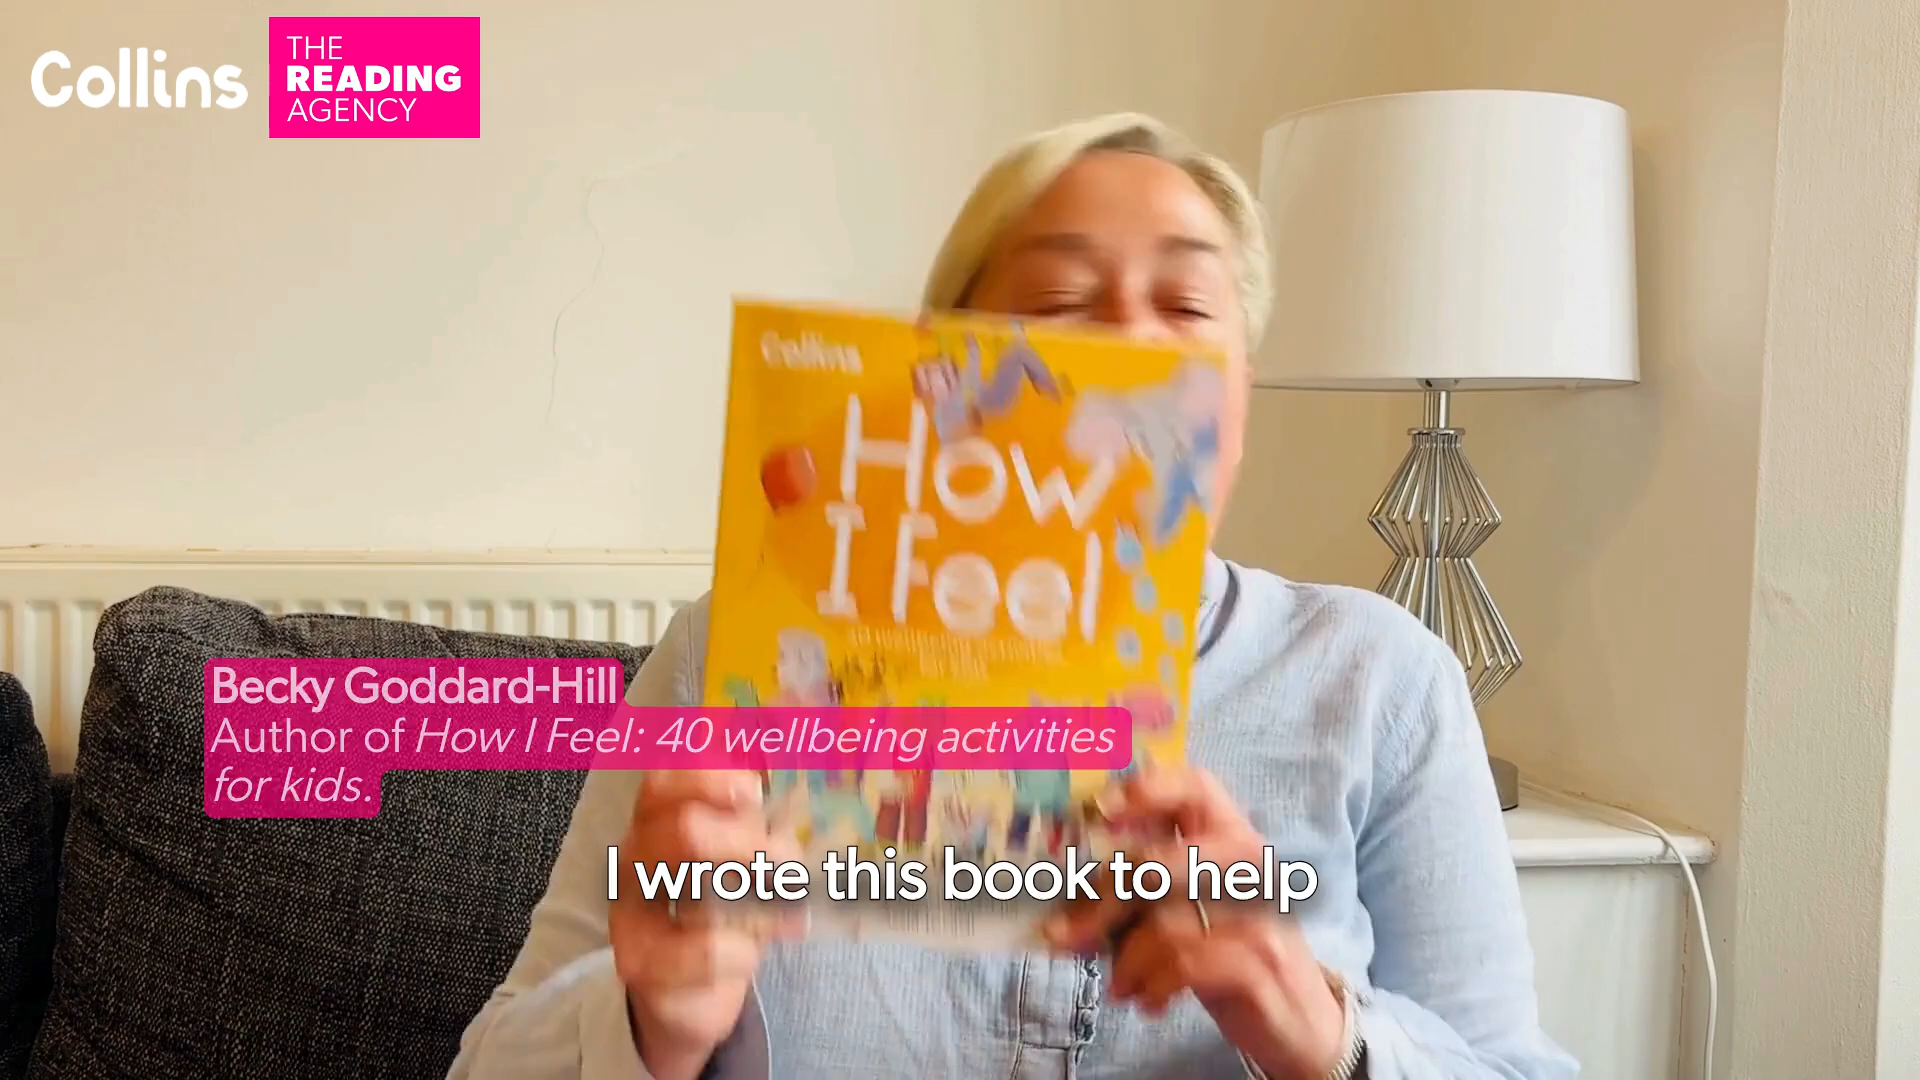 Collins
THE
READING
AGENCY
Collins
How
I Feel
Becky Goddard-Hill
Author of How I Feel: 40 wellbeing activities
for kids.
I wrote this book to help